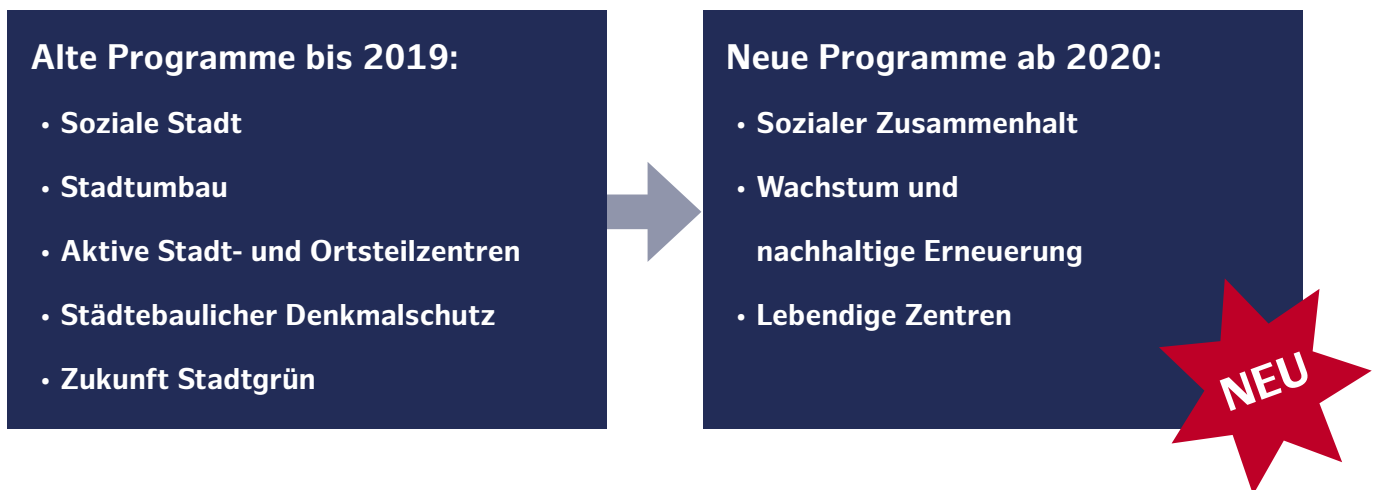 Alte Programme bis 2019:
• Soziale Stadt
• Stadtumbau
• Aktive Stadt- und Ortsteilzentren
• Städtebaulicher Denkmalschutz
• Zukunft Stadtgrün
Neue Programme ab 2020:
• Sozialer Zusammenhalt
• Wachstum und
nachhaltige Erneuerung
• Lebendige Zentren
NEU